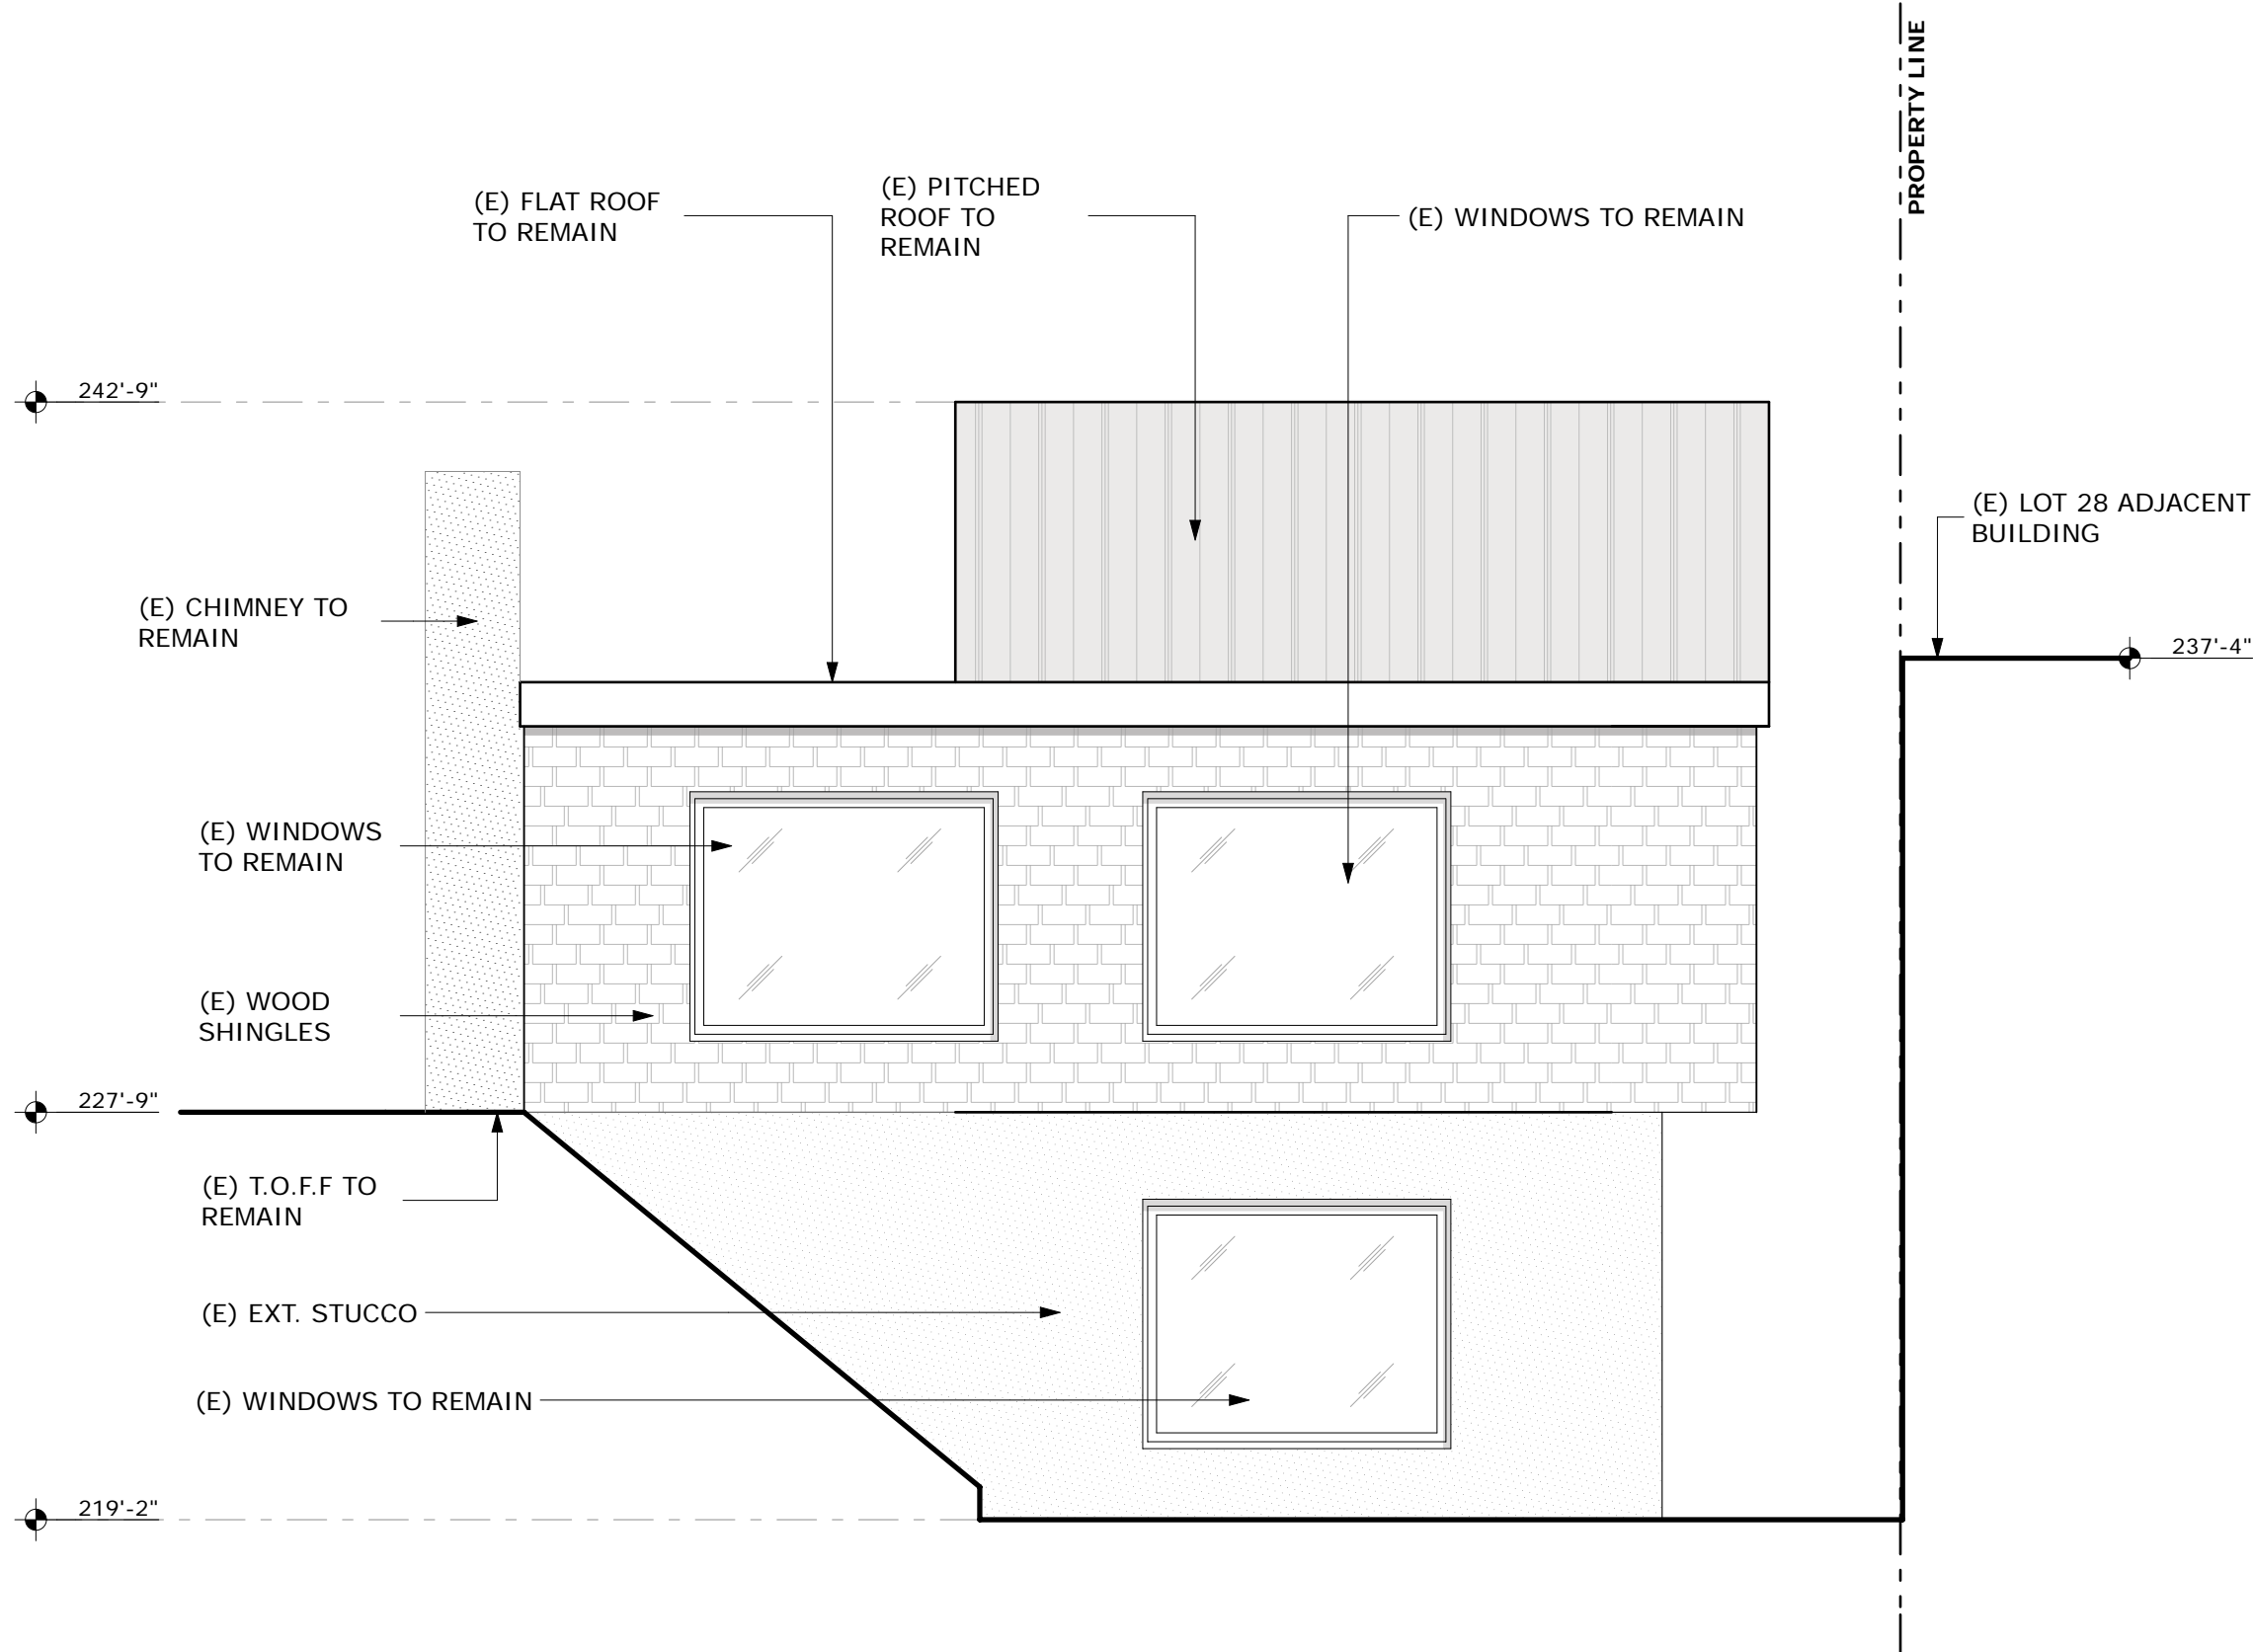 PROPERTY LINE
(E) FLAT ROOF
TO REMAIN
(E) PITCHED
ROOF TO
REMAIN
(E) WINDOWS TO REMAIN
242'-9"
(E) LOT 28 ADJACENT
BUILDING
(E) CHIMNEY TO
REMAIN
237'-4"
(E) WINDOWS
TO REMAIN
(E) WOOD
SHINGLES
227'-9"
(E) T.O.F.F TO
REMAIN
(E) EXT. STUCCO
(E) WINDOWS TO REMAIN
219'-2"